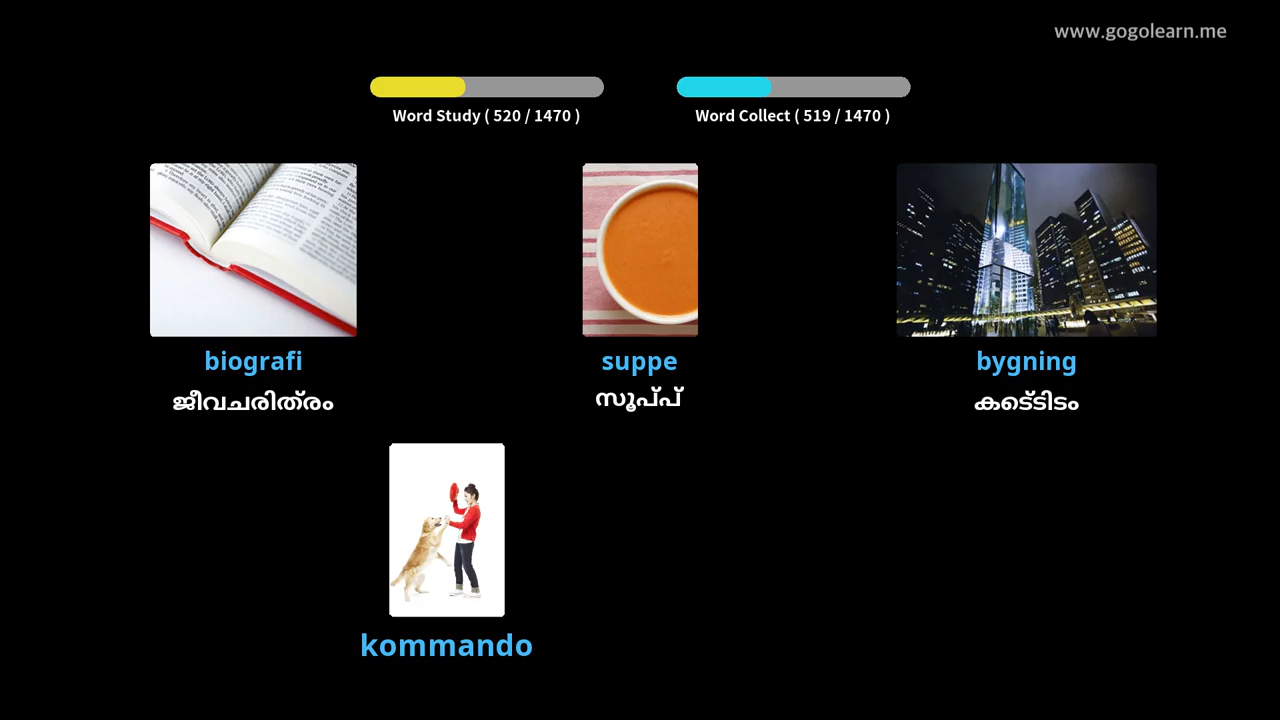 www.gogolearn.me
Word Study ( 520 / 1470 )
Word Collect ( 519 / 1470 )
biografi
ജീവചരിത്രം
suppe
സൂപ്പ്
bygning
കെട്ടിടം
kommando